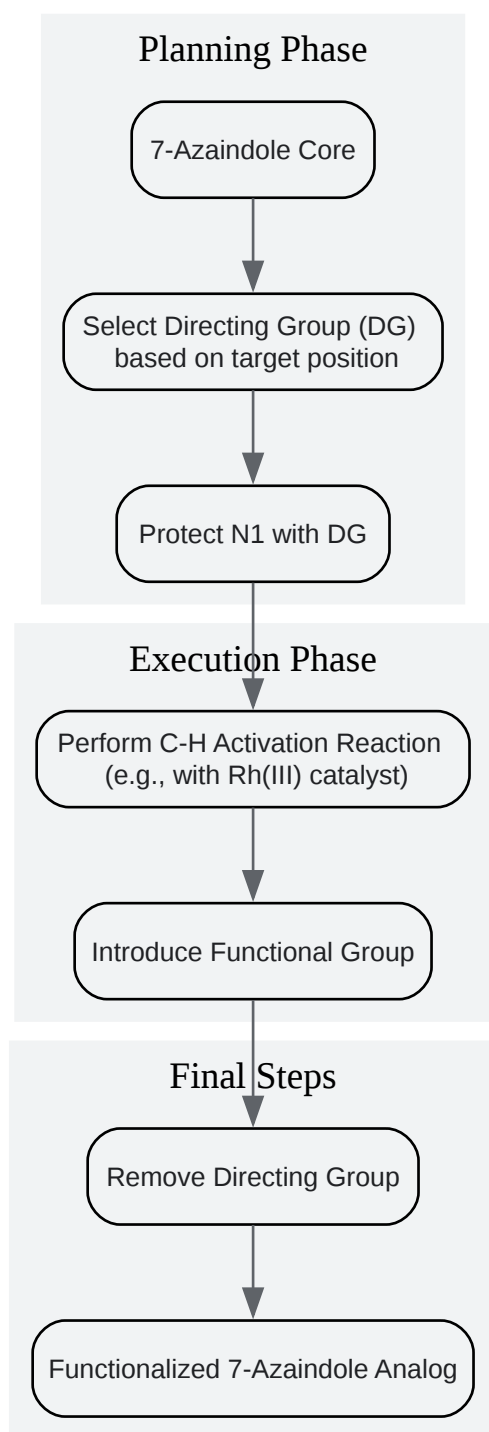 Planning Phase
7-Azaindole Core
Select Directing Group (DG)
based on target position
Protect N1 with DG
Execution Phase
Perform C-H Activation Reaction
(e.g., with Rh(III) catalyst)
Introduce Functional Group
Final Steps
Remove Directing Group
Functionalized 7-Azaindole Analog